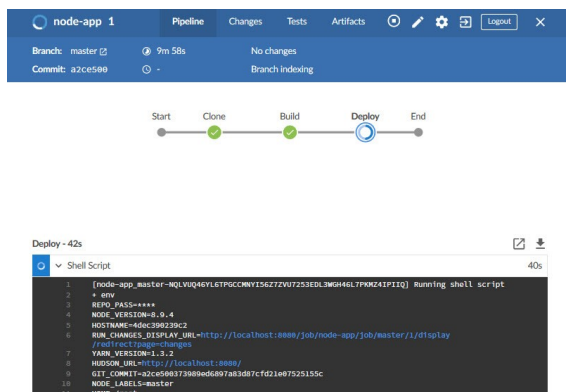 node-app 1
Pipeline Changes Tests Artifacts Logout
Branch: master 9m 58s No changes
Commit: a2ce500 - Branch indexing
Start Clone Build Deploy End
Deploy - 42s
Shell Script 40s
1 [node-app_master-NQLVUQ46YL6TPGCCMNYI56Z7ZVU7253EDL3WGH46L7PKMZ4IPIIQ] Running shell script
2 + env
3 REPO_PASS=****
4 NODE_VERSION=8.9.4
5 HOSTNAME=4dec390239c2
6 RUN_CHANGES_DISPLAY_URL=http://localhost:8080/job/node-app/job/master/1/display
/redirect?page=changes
7 YARN_VERSION=1.3.2
8 HUDSON_URL=http://localhost:8080/
9 GIT_COMMIT=a2ce500373989ed6897a83d87cfd21e07525155c
10 NODE_LABELS=master